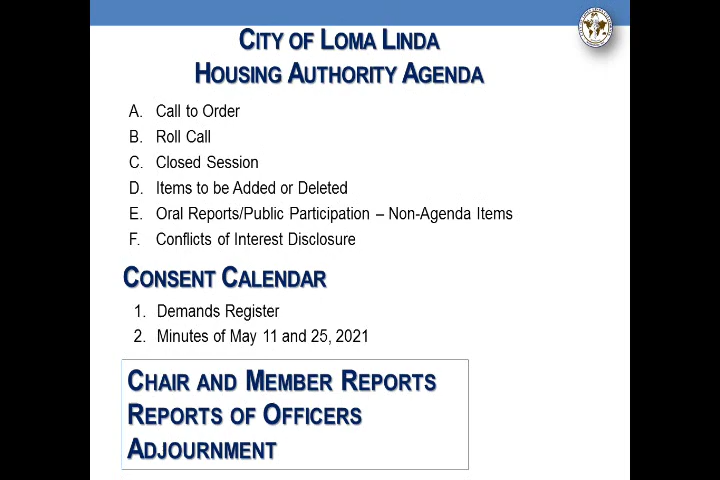 CITY OF LOMA LINDA
HOUSING AUTHORITY AGENDA
A. Call to Order
B. Roll Call
C. Closed Session
D. Items to be Added or Deleted
E. Oral Reports/Public Participation – Non-Agenda Items
F. Conflicts of Interest Disclosure
CONSENT CALENDAR
1. Demands Register
2. Minutes of May 11 and 25, 2021
CHAIR AND MEMBER REPORTS
REPORTS OF OFFICERS
ADJOURNMENT